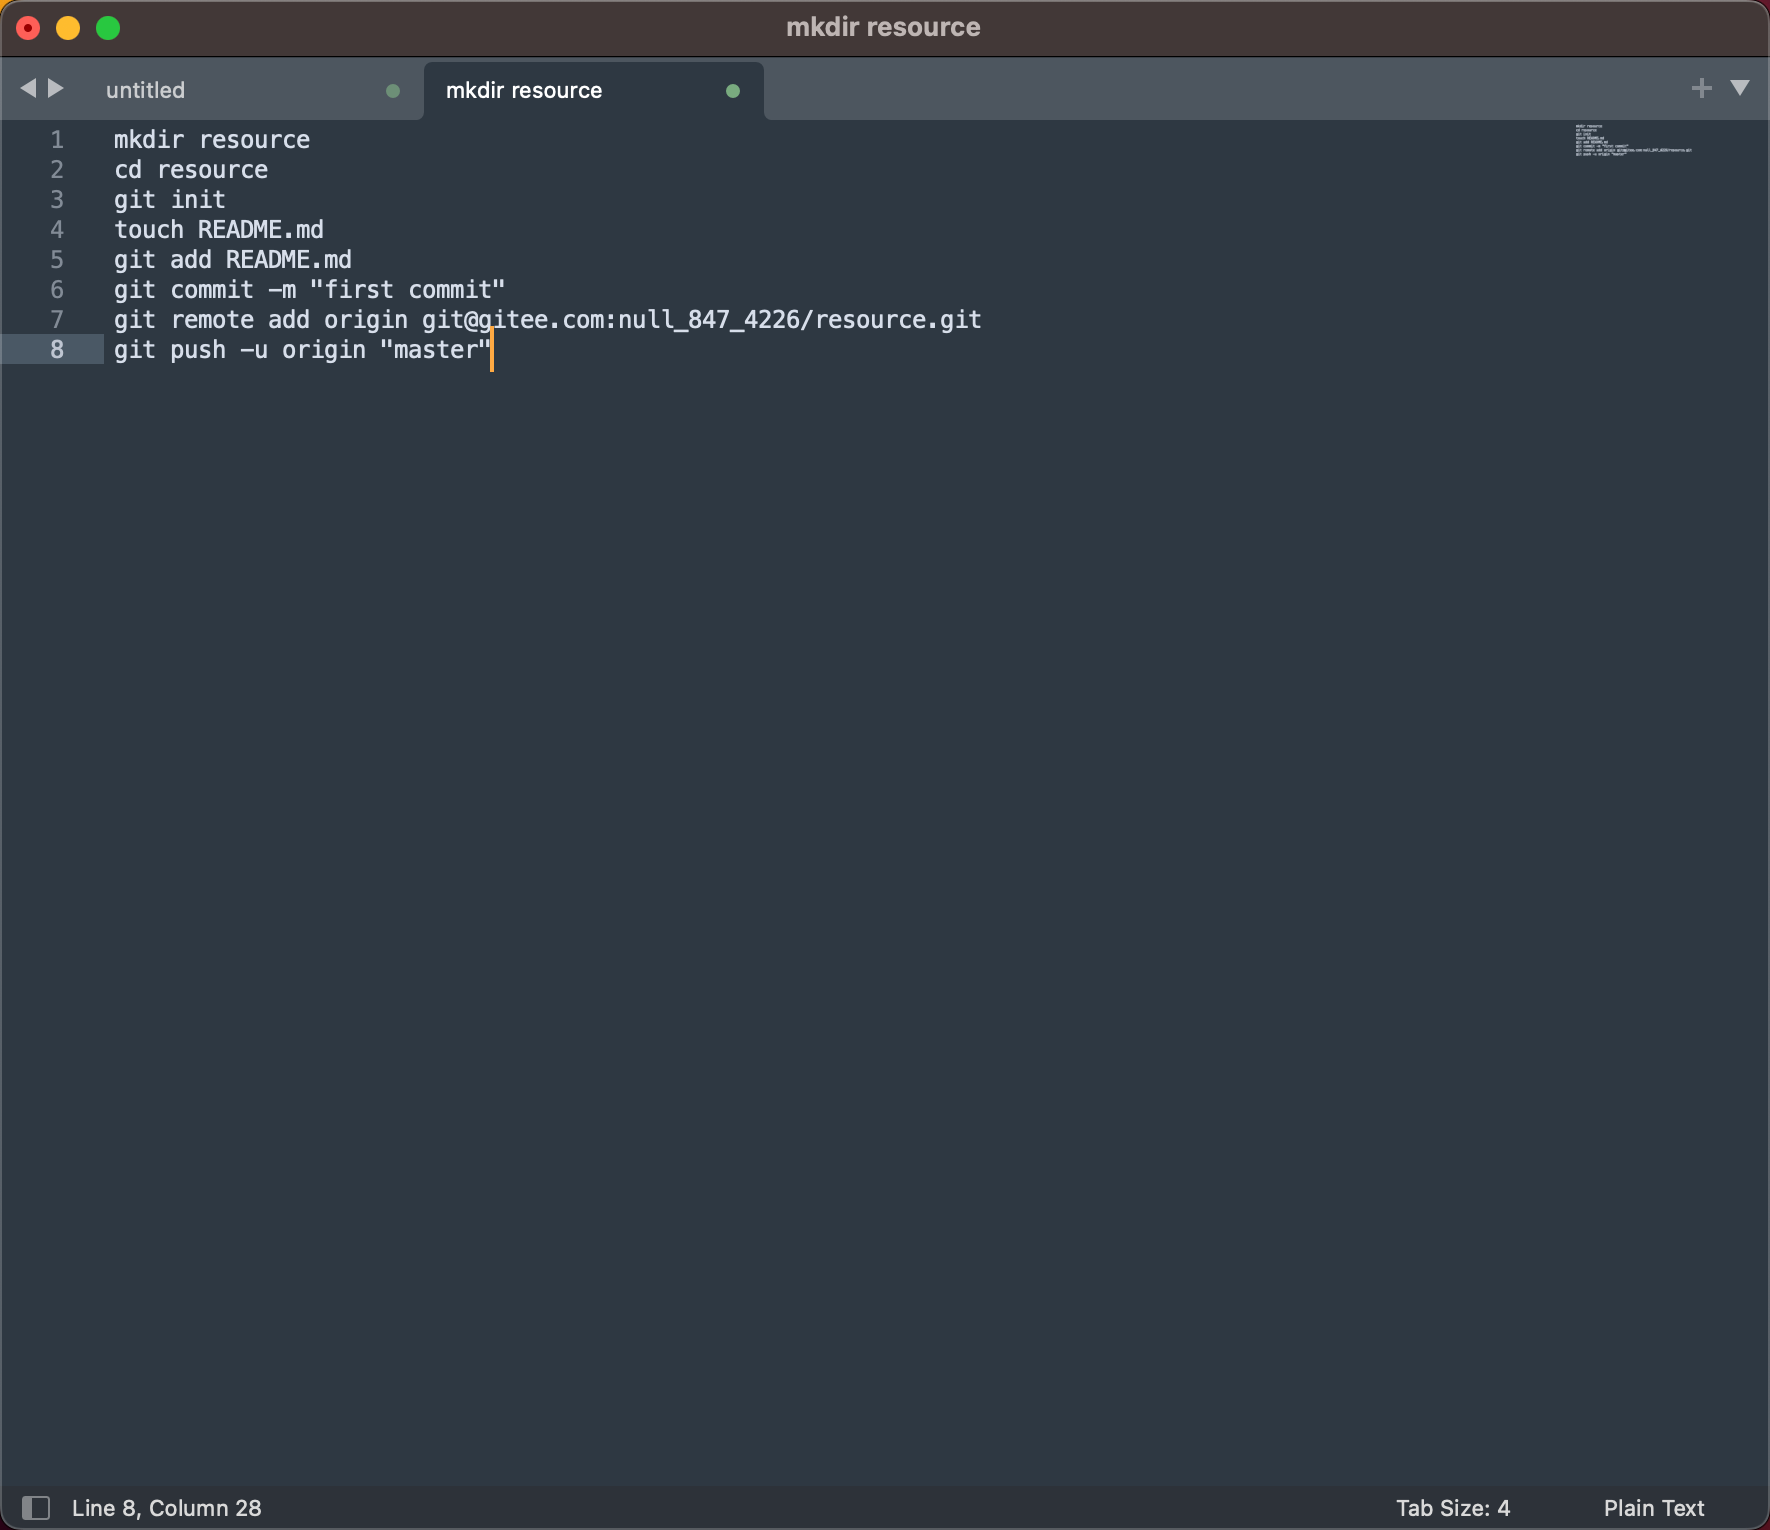 mkdir resource
untitled
mkdir resource
1 mkdir resource
2 cd resource
3 git init
4 touch README.md
5 git add README.md
6 git commit -m "first commit"
7 git remote add origin git@gitee.com:null_847_4226/resource.git
8 git push -u origin "master"
Line 8, Column 28
Tab Size: 4
Plain Text